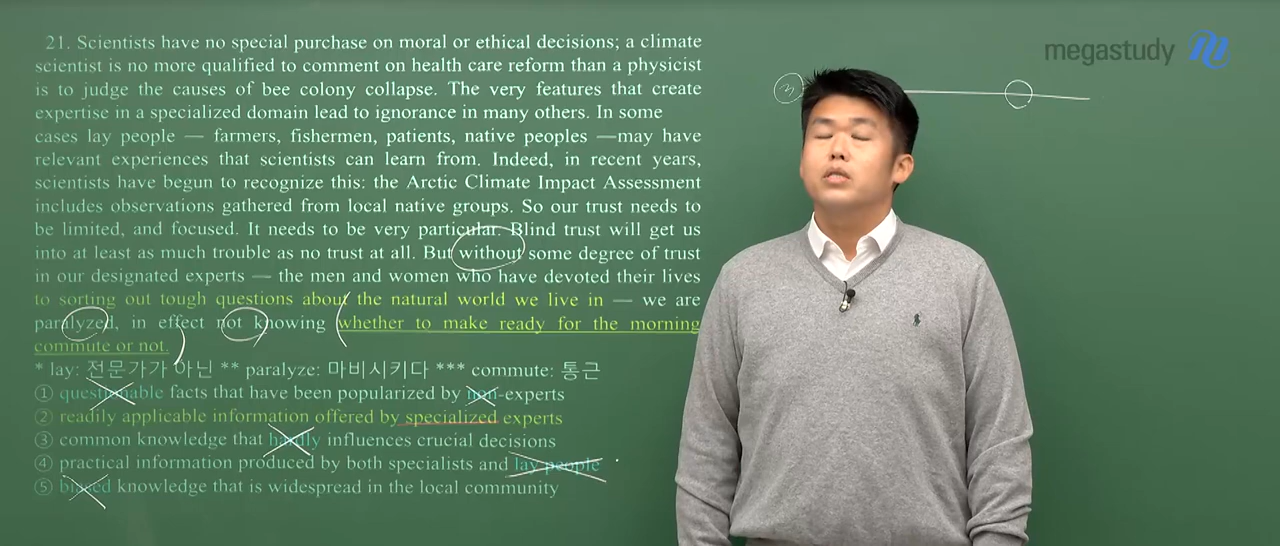 megastudy
21. Scientists have no special purchase on moral or ethical decisions; a climate
scientist is no more qualified to comment on health care reform than a physicist
is to judge the causes of bee colony collapse. The very features that create
expertise in a specialized domain lead to ignorance in many others. In some
cases lay people — farmers, fishermen, patients, native peoples —may have
relevant experiences that scientists can learn from. Indeed, in recent years,
scientists have begun to recognize this: the Arctic Climate Impact Assessment
includes observations gathered from local native groups. So our trust needs to
be limited, and focused. It needs to be very particular. Blind trust will get us
into at least as much trouble as no trust at all. But without some degree of trust
in our designated experts — the men and women who have devoted their lives
to sorting out tough questions about the natural world we live in — we are
paralyzed, in effect not knowing whether to make ready for the morning
commute or not.
* lay: 전문가가 아닌 ** paralyze: 마비시키다 *** commute: 통근
① questionable facts that have been popularized by non-experts
② readily applicable information offered by specialized experts
③ common knowledge that hardly influences crucial decisions
④ practical information produced by both specialists and lay people
⑤ biased knowledge that is widespread in the local community
③